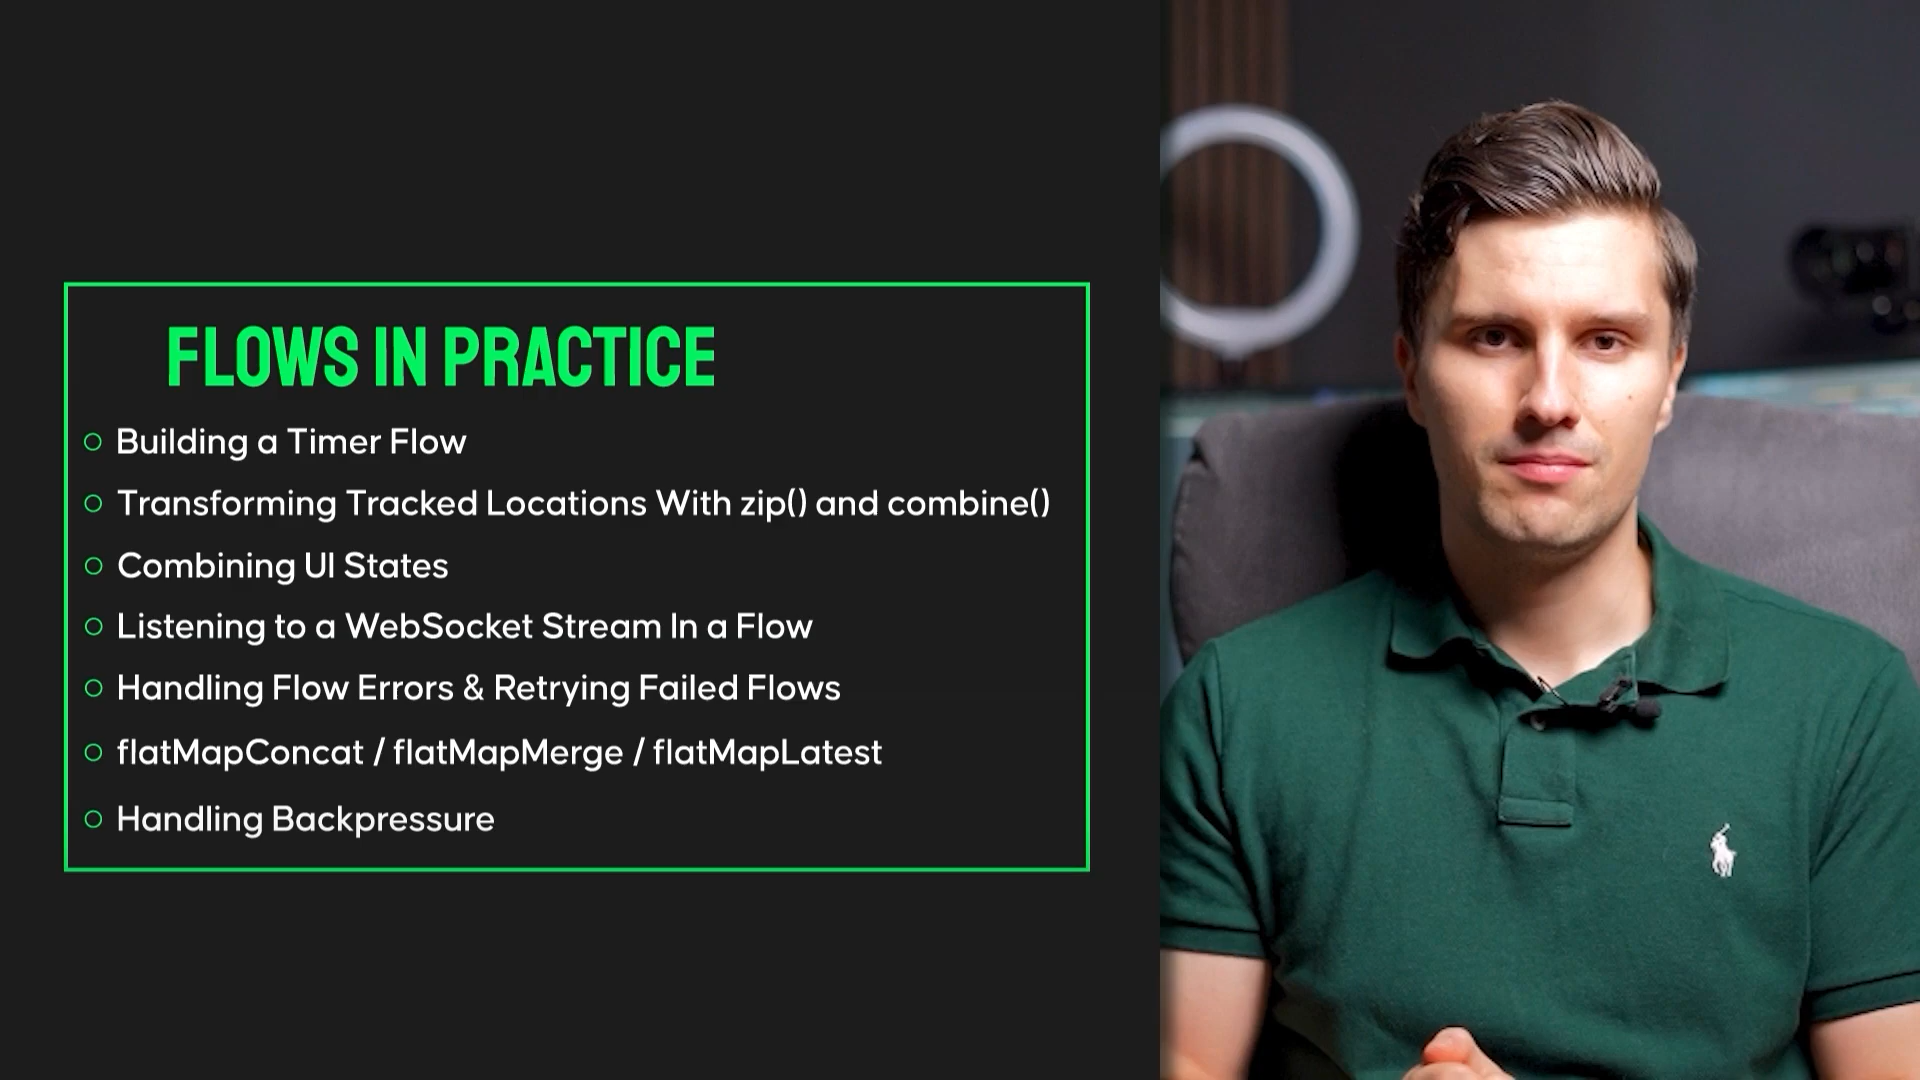 FLOWS IN PRACTICE
Building a Timer Flow
Transforming Tracked Locations With zip() and combine()
Combining UI States
Listening to a WebSocket Stream In a Flow
Handling Flow Errors & Retrying Failed Flows
flatMapConcat / flatMapMerge / flatMapLatest
Handling Backpressure